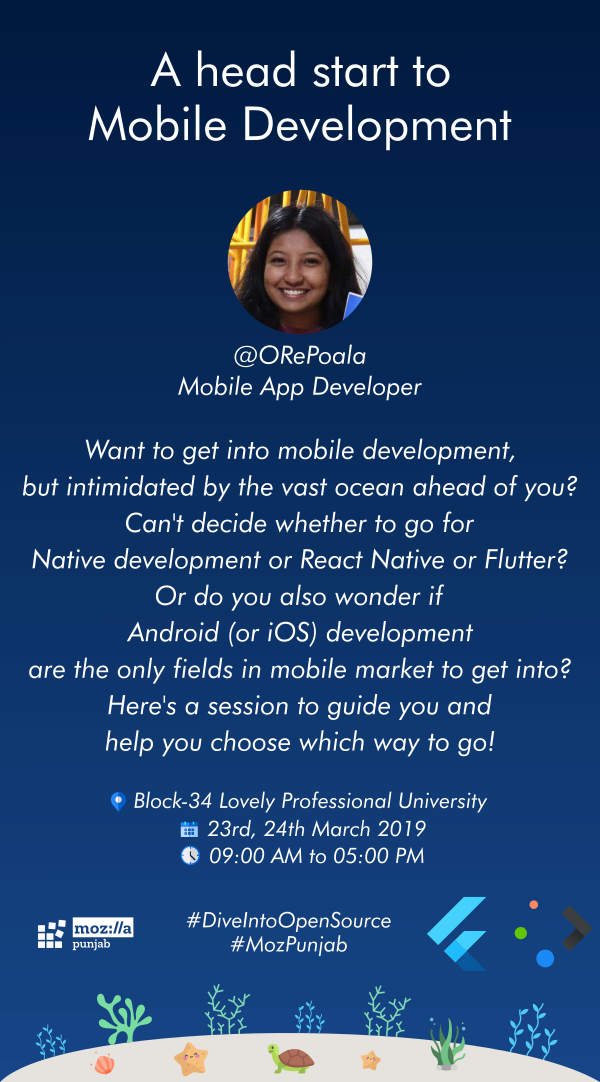 A head start to
Mobile Development
@ORePoala
Mobile App Developer
Want to get into mobile development,
but intimidated by the vast ocean ahead of you?
Can't decide whether to go for
Native development or React Native or Flutter?
Or do you also wonder if
Android (or iOS) development
are the only fields in mobile market to get into?
Here's a session to guide you and
help you choose which way to go!
Block-34 Lovely Professional University
23rd, 24th March 2019
09:00 AM to 05:00 PM
moz://a
punjab
#DiveIntoOpenSource
#MozPunjab